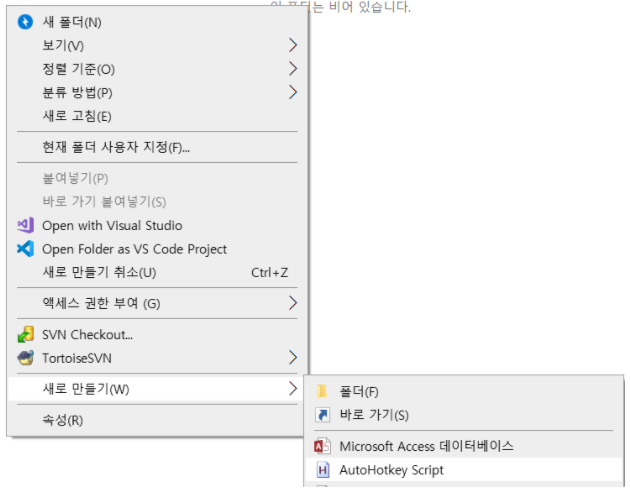 이 폴더는 비어 있습니다.
새 폴더(N)
보기(V)
정렬 기준(O)
분류 방법(P)
새로 고침(E)
현재 폴더 사용자 지정(F)...
붙여넣기(P)
바로 가기 붙여넣기(S)
Open with Visual Studio
Open Folder as VS Code Project
새로 만들기 취소(U) Ctrl+Z
액세스 권한 부여 (G)
SVN Checkout...
TortoiseSVN
새로 만들기(W)
속성(R)
폴더(F)
바로 가기(S)
Microsoft Access 데이터베이스
AutoHotkey Script